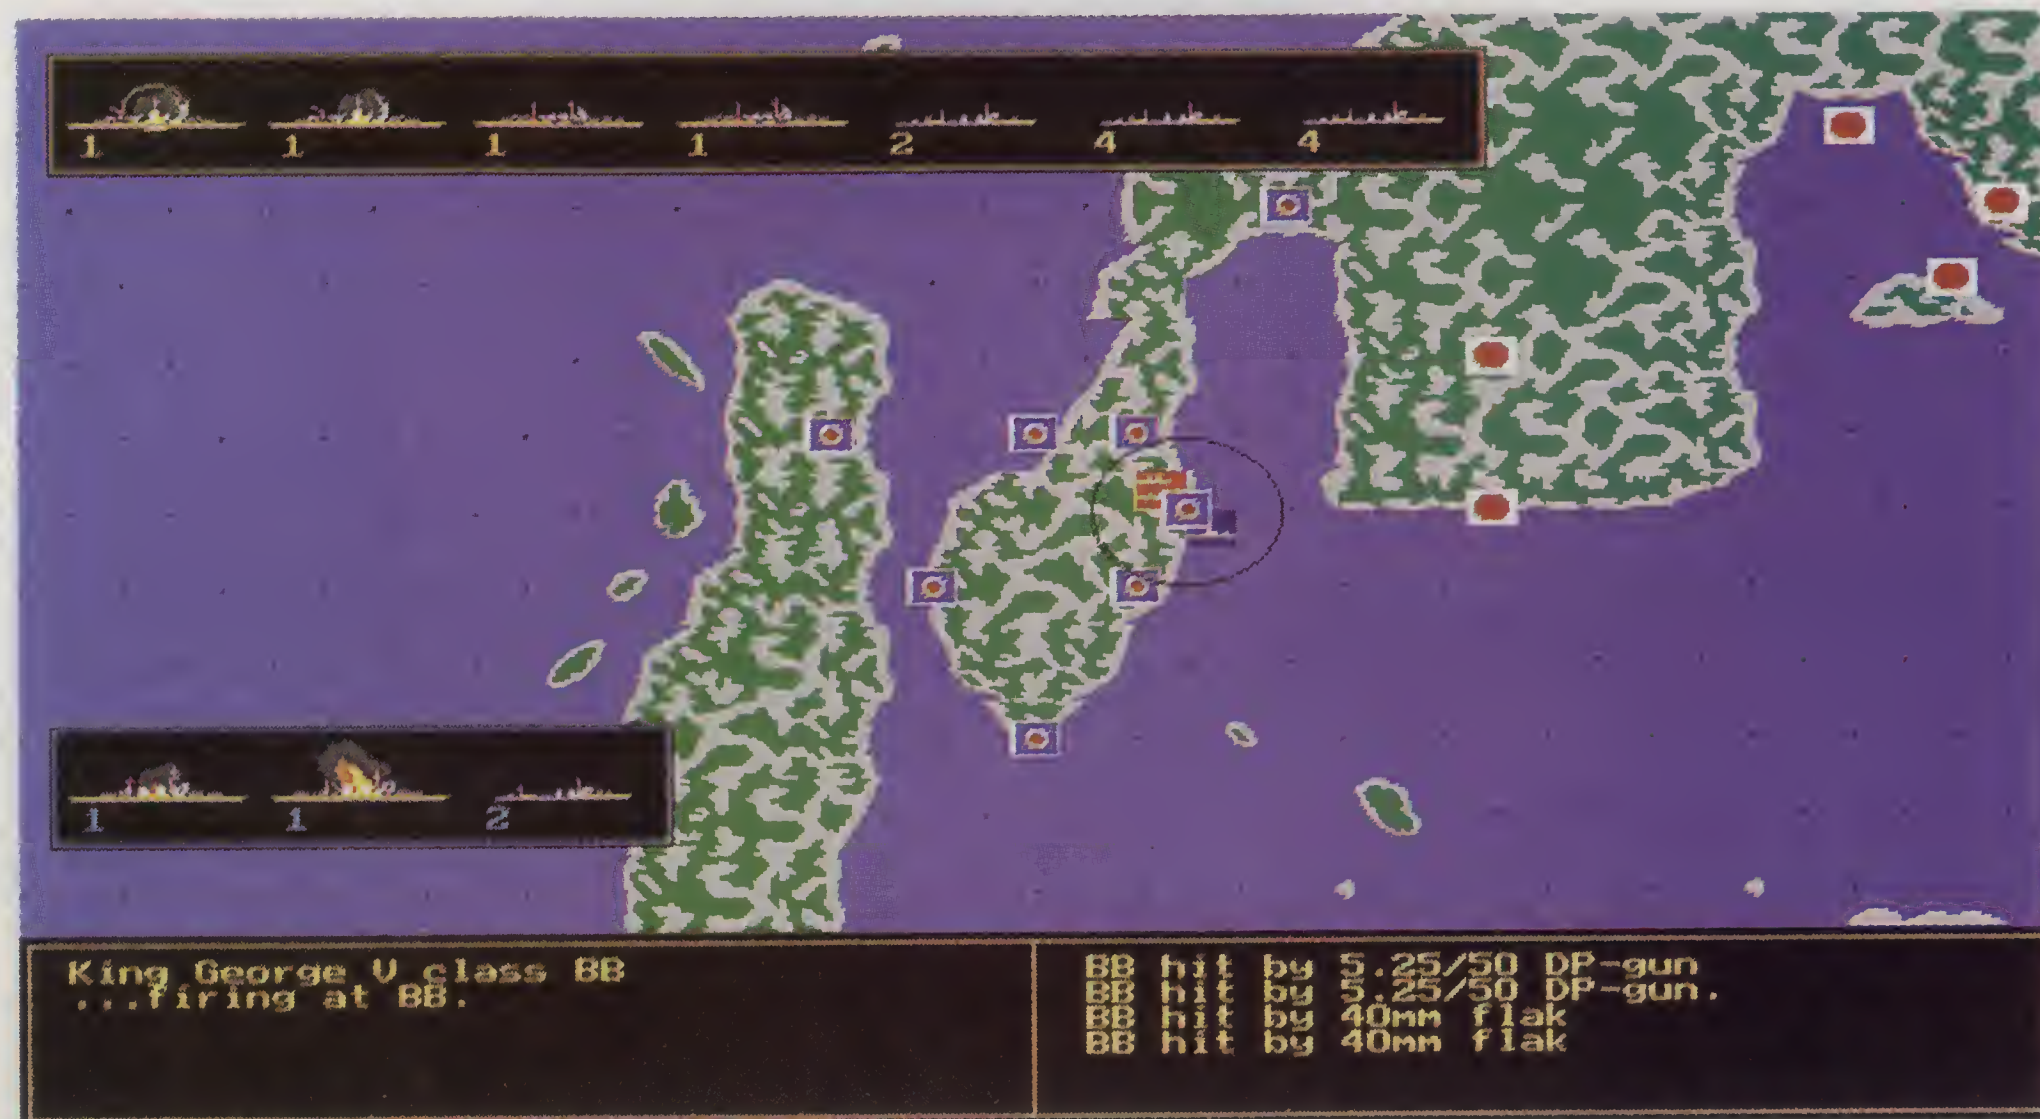 1 1 1 1 2 4 4
1 1 2
King George V class BB
...firing at BB.
BB hit by 5.25/50 DP-gun
BB hit by 5.25/50 DP-gun.
BB hit by 40mm flak
BB hit by 40mm flak